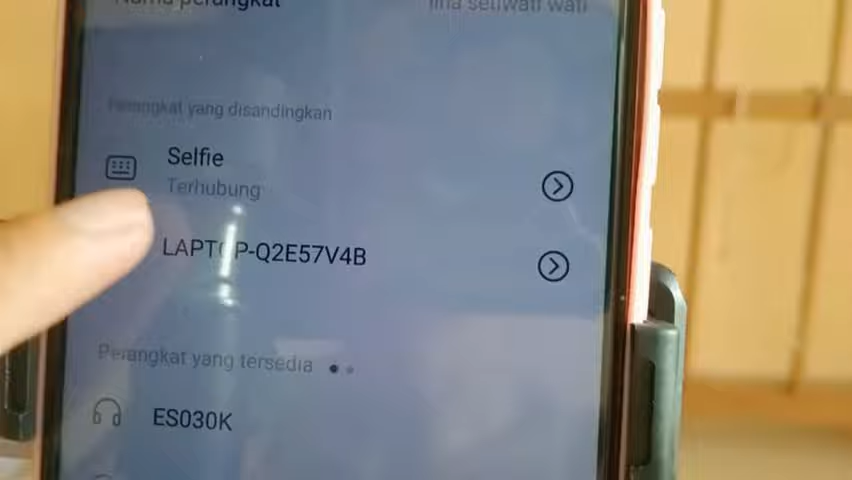 Nama perangkat
lina setiwati wati
Perangkat yang disandingkan
Selfie
Terhubung
LAPTOP-Q2E57V4B
Perangkat yang tersedia
ES030K